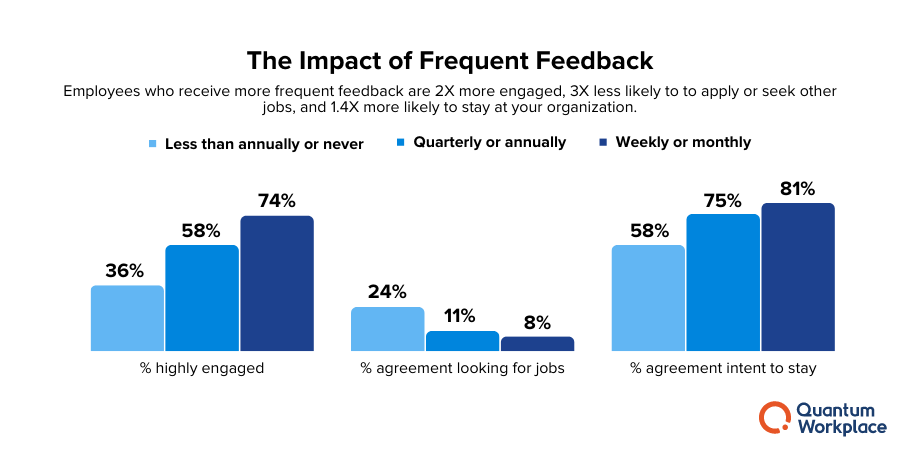 The Impact of Frequent Feedback
Employees who receive more frequent feedback are 2X more engaged, 3X less likely to to apply or seek other
jobs, and 1.4X more likely to stay at your organization.
Less than annually or never Quarterly or annually Weekly or monthly
36% 58% 74%
24% 11% 8%
58% 75% 81%
% highly engaged % agreement looking for jobs % agreement intent to stay
Quantum
Workplace